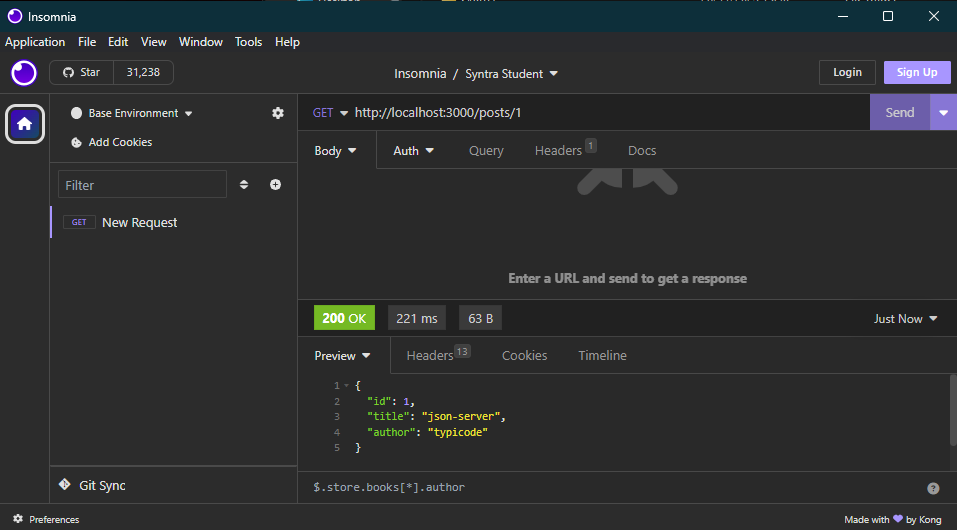 Insomnia
Application File Edit View Window Tools Help
Star 31,238
Insomnia / Syntra Student
Login Sign Up
Base Environment
Add Cookies
Filter
GET New Request
Git Sync
GET http://localhost:3000/posts/1 Send
Body Auth Query Headers 1 Docs
Enter a URL and send to get a response
200 OK 221 ms 63 B Just Now
Preview Headers 13 Cookies Timeline
1 {
2 "id": 1,
3 "title": "json-server",
4 "author": "typicode"
5 }
$.store.books[*].author ?
Preferences Made with by Kong